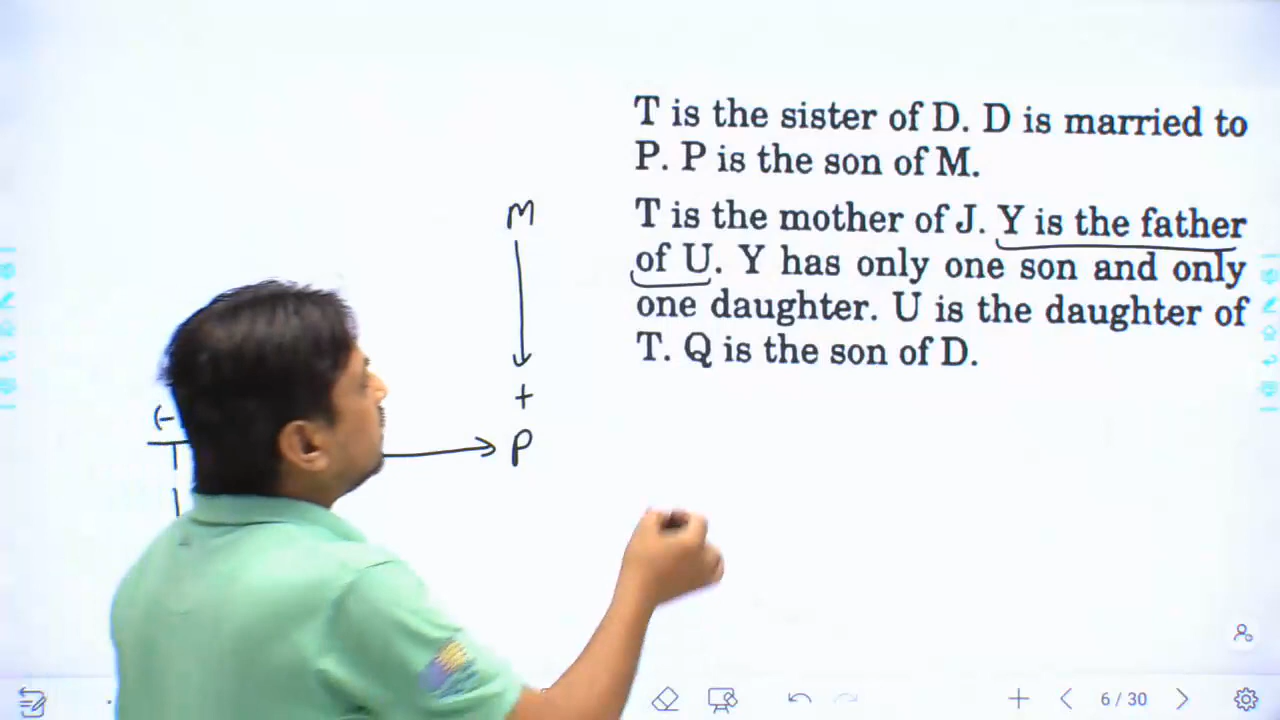 T is the sister of D. D is married to
P. P is the son of M.
T is the mother of J. Y is the father
of U. Y has only one son and only
one daughter. U is the daughter of
T. Q is the son of D.
M
+
P
(-
T
6 / 30